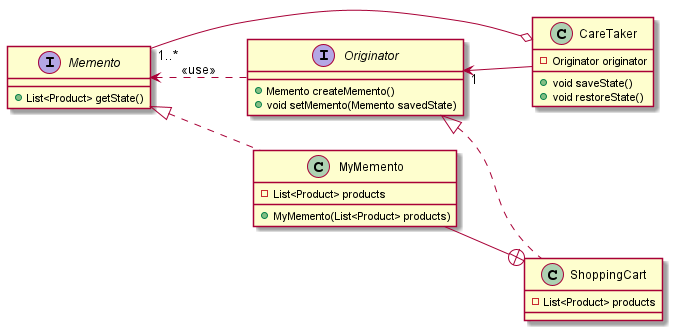 C CareTaker
Originator originator
void saveState()
void restoreState()
1..*
I Memento
List<Product> getState()
«use»
I Originator
Memento createMemento()
void setMemento(Memento savedState)
1
C MyMemento
List<Product> products
MyMemento(List<Product> products)
C ShoppingCart
List<Product> products